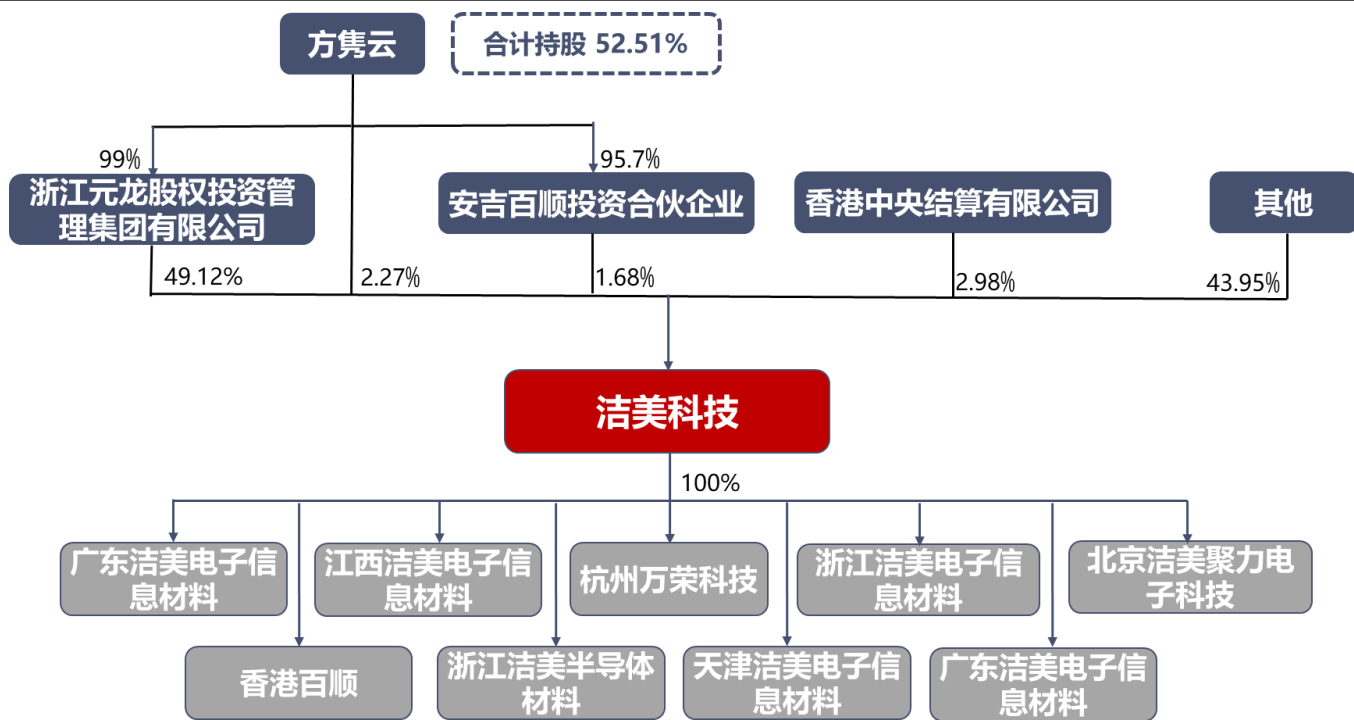 方隽云
合计持股 52.51%
99%
95.7%
浙江元龙股权投资管
理集团有限公司
安吉百顺投资合伙企业
香港中央结算有限公司
其他
49.12%
2.27%
1.68%
2.98%
43.95%
洁美科技
100%
广东洁美电子信
息材料
江西洁美电子信
息材料
杭州万荣科技
浙江洁美电子信
息材料
北京洁美聚力电
子科技
香港百顺
浙江洁美半导体
材料
天津洁美电子信
息材料
广东洁美电子信
息材料